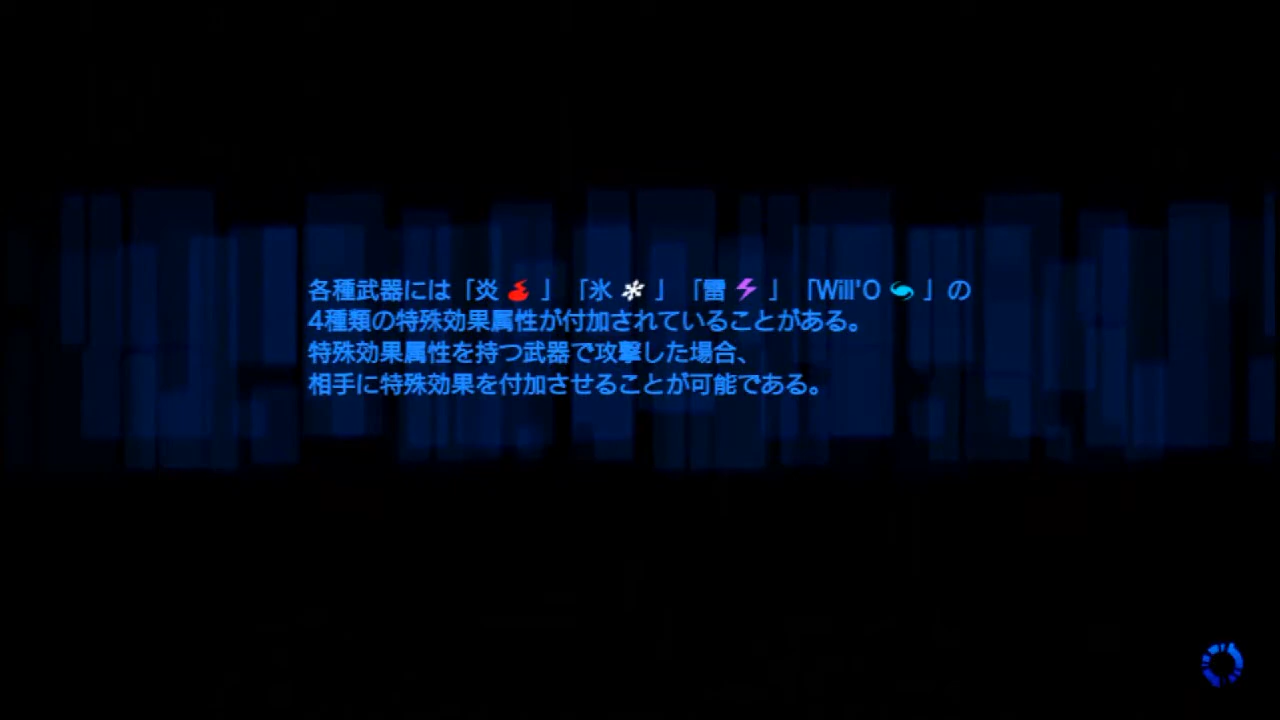 各種武器には「炎」「氷」「雷」「Will'O」の
4種類の特殊効果属性が付加されていることがある。
特殊効果属性を持つ武器で攻撃した場合、
相手に特殊効果を付加させることが可能である。